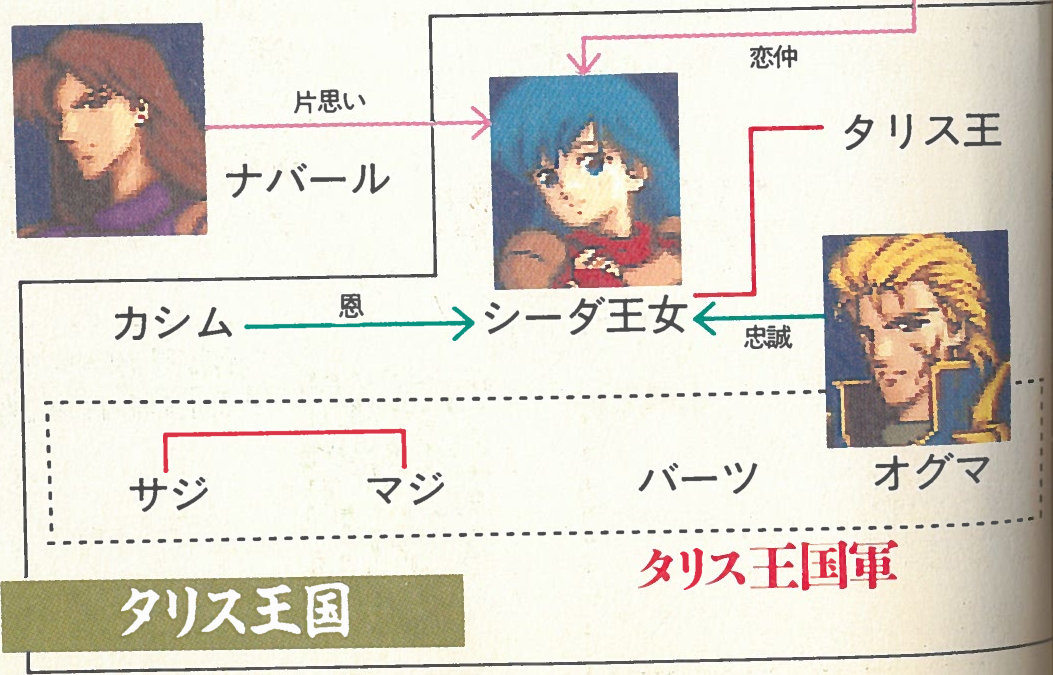 恋仲
片思い
タリス王
ナバール
恩
カシム
シーダ王女
忠誠
サジ
マジ
バーツ
オグマ
タリス王国軍
タリス王国